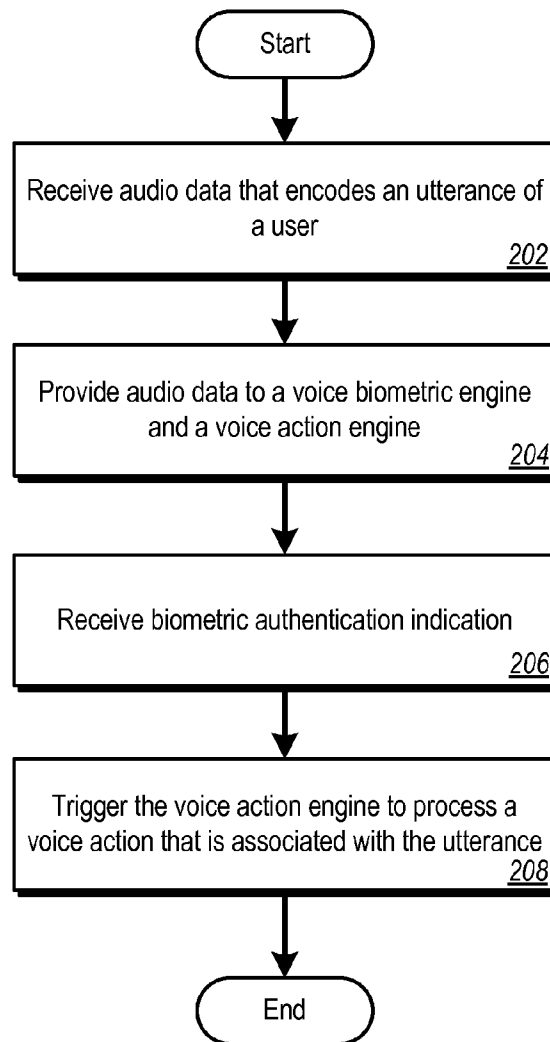 Start
Receive audio data that encodes an utterance of
a user
202
Provide audio data to a voice biometric engine
and a voice action engine
204
Receive biometric authentication indication
206
Trigger the voice action engine to process a
voice action that is associated with the utterance
208
End